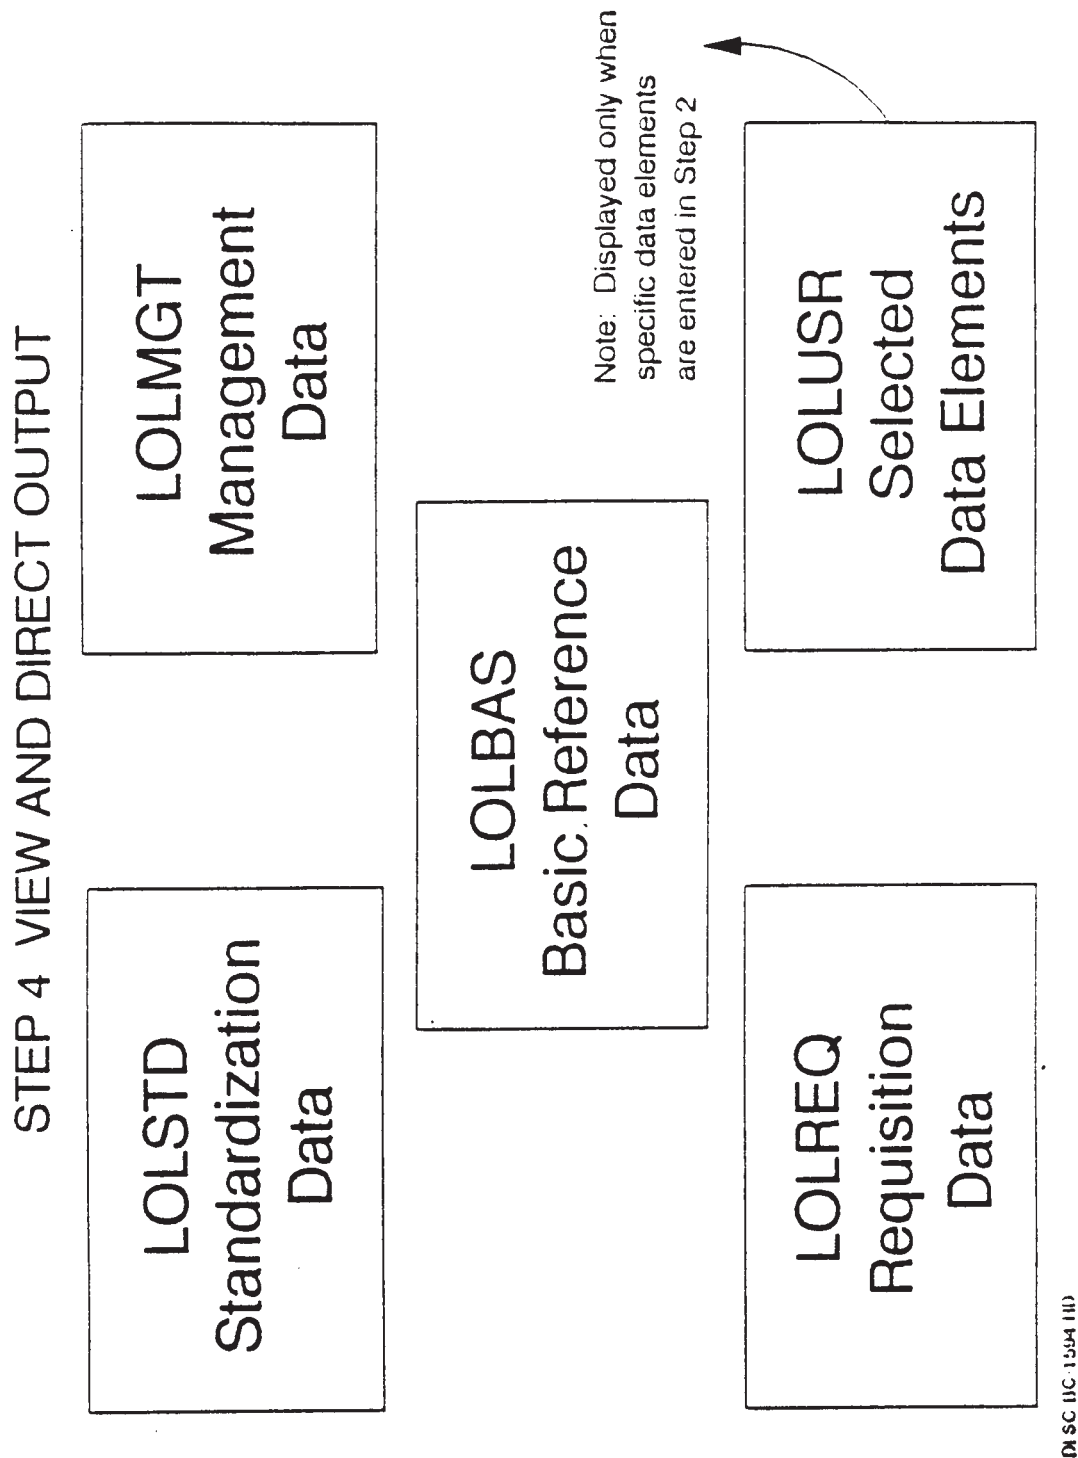 STEP 4 VIEW AND DIRECT OUTPUT
LOLSTD
Standardization
Data
LOLMGT
Management
Data
LOLBAS
Basic Reference
Data
Note: Displayed only when
specific data elements
are entered in Step 2
LOLREQ
Requisition
Data
LOLUSR
Selected
Data Elements